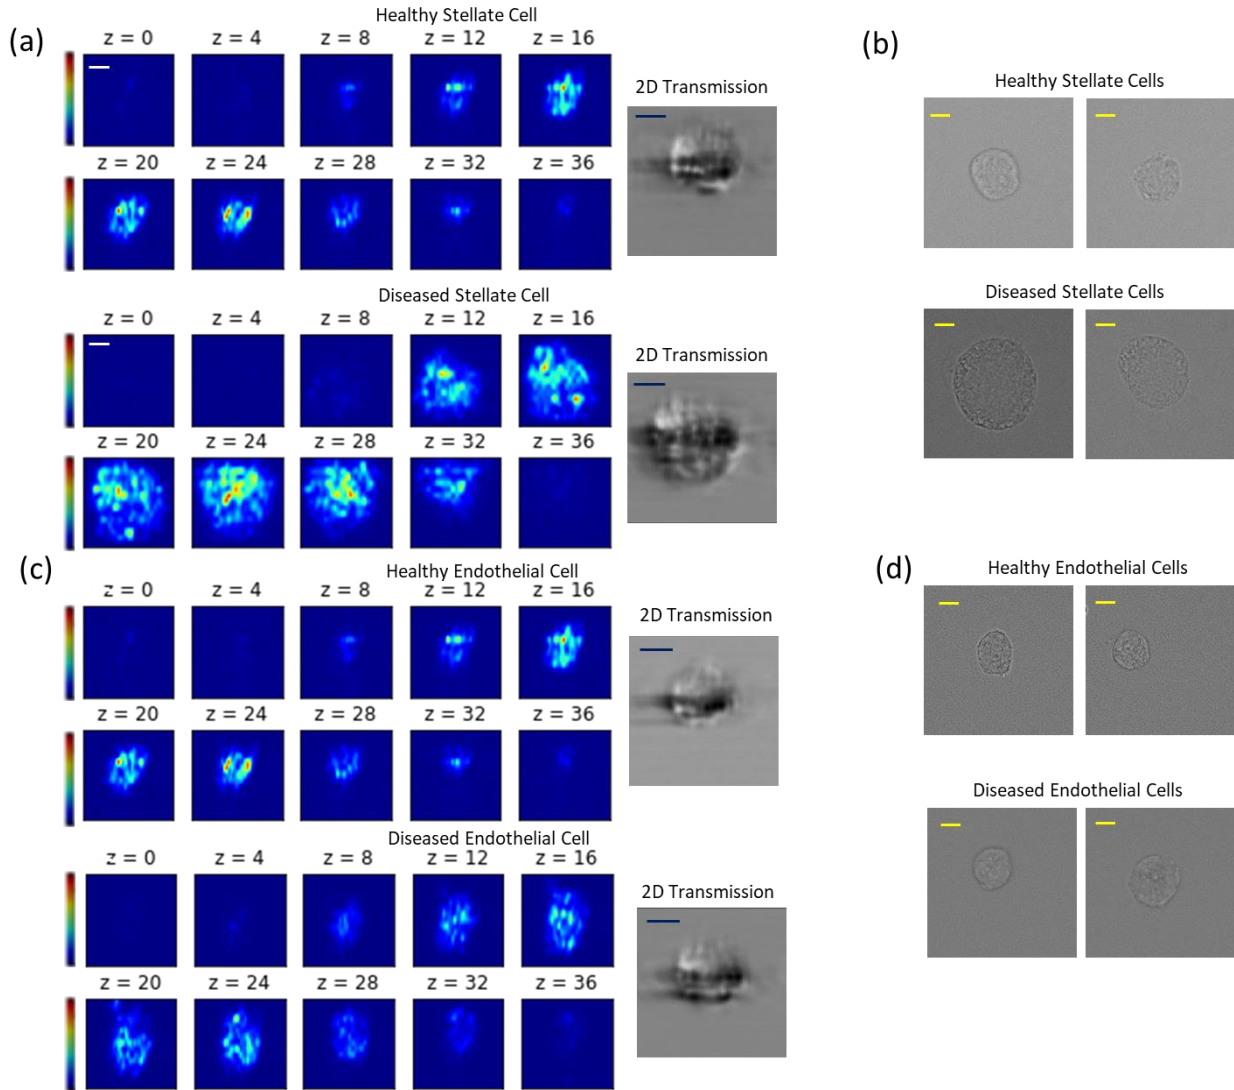 (a)
Healthy Stellate Cell
z = 0 z = 4 z = 8 z = 12 z = 16
2D Transmission
z = 20 z = 24 z = 28 z = 32 z = 36
Diseased Stellate Cell
z = 0 z = 4 z = 8 z = 12 z = 16
2D Transmission
z = 20 z = 24 z = 28 z = 32 z = 36
(b)
Healthy Stellate Cells
Diseased Stellate Cells
(c)
Healthy Endothelial Cell
z = 0 z = 4 z = 8 z = 12 z = 16
2D Transmission
z = 20 z = 24 z = 28 z = 32 z = 36
Diseased Endothelial Cell
z = 0 z = 4 z = 8 z = 12 z = 16
2D Transmission
z = 20 z = 24 z = 28 z = 32 z = 36
(d)
Healthy Endothelial Cells
Diseased Endothelial Cells